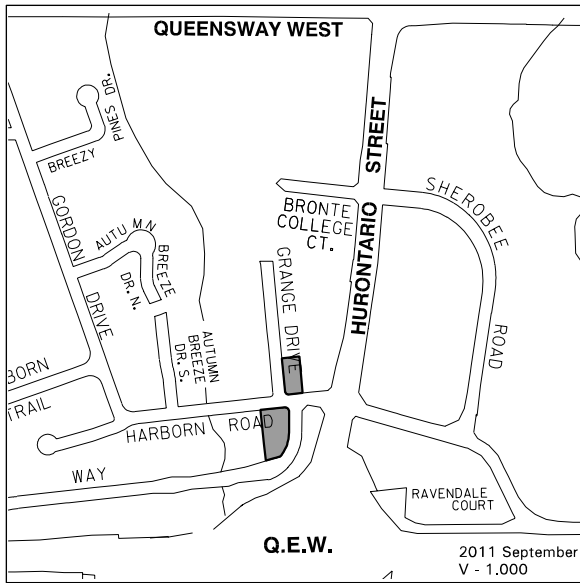 QUEENSWAY WEST
PINES DR.
BREEZY
STREET
HURONTARIO
SHEROBEE
ROAD
BRONTE
COLLEGE
CT.
GORDON
DRIVE
AUTUMN
BREEZE
DR. N.
GRANGE DRIVE
AUTUMN
BREEZE
DR. S.
BORN
TRAIL
HARBORN ROAD
WAY
RAVENDALE
COURT
Q.E.W.
2011 September
V - 1.000